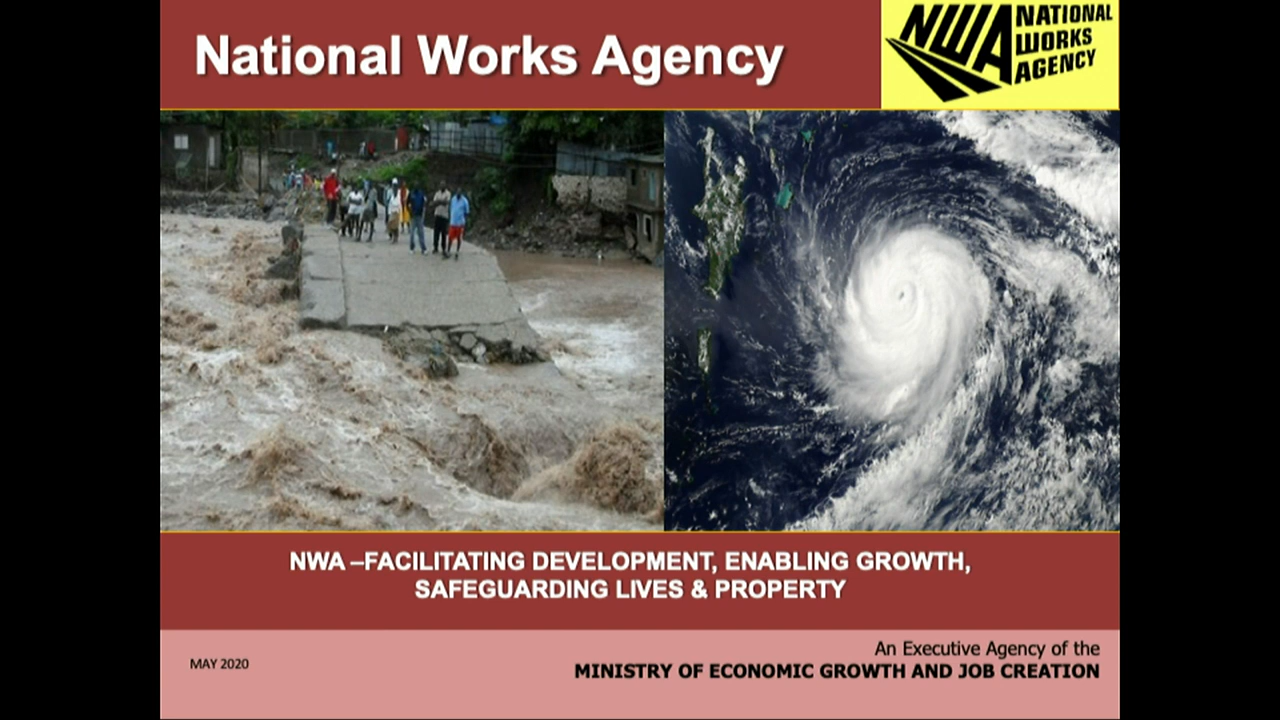 National Works Agency
NWA NATIONAL
WORKS
AGENCY
NWA –FACILITATING DEVELOPMENT, ENABLING GROWTH,
SAFEGUARDING LIVES & PROPERTY
MAY 2020
An Executive Agency of the
MINISTRY OF ECONOMIC GROWTH AND JOB CREATION